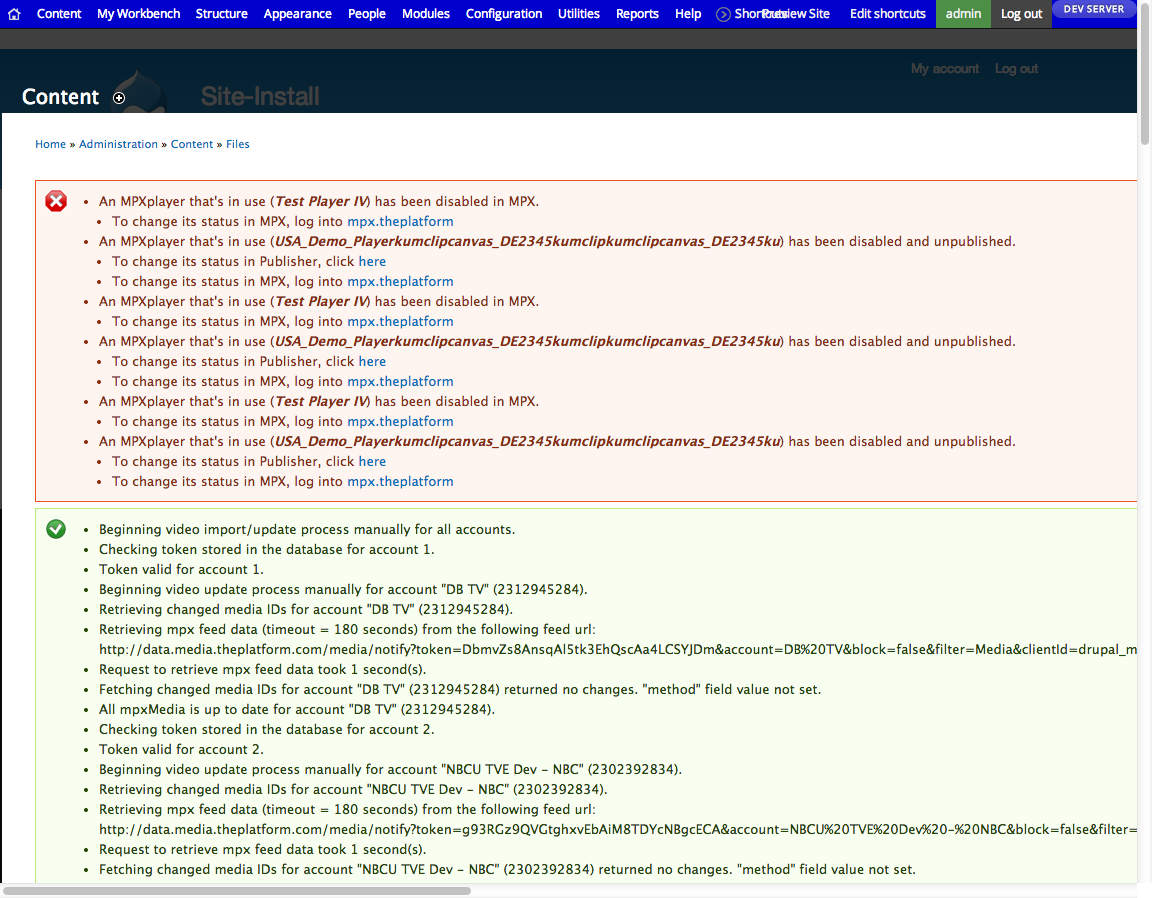 Content My Workbench Structure Appearance People Modules Configuration Utilities Reports Help Shortcuts Preview Site Edit shortcuts admin Log out DEV SERVER
My account Log out
Content Site-Install
Home » Administration » Content » Files
• An MPXplayer that's in use (Test Player IV) has been disabled in MPX.
• To change its status in MPX, log into mpx.theplatform
• An MPXplayer that's in use (USA_Demo_Playerkumclipcanvas_DE2345kumclipkumclipcanvas_DE2345ku) has been disabled and unpublished.
• To change its status in Publisher, click here
• To change its status in MPX, log into mpx.theplatform
• An MPXplayer that's in use (Test Player IV) has been disabled in MPX.
• To change its status in MPX, log into mpx.theplatform
• An MPXplayer that's in use (USA_Demo_Playerkumclipcanvas_DE2345kumclipkumclipcanvas_DE2345ku) has been disabled and unpublished.
• To change its status in Publisher, click here
• To change its status in MPX, log into mpx.theplatform
• An MPXplayer that's in use (Test Player IV) has been disabled in MPX.
• To change its status in MPX, log into mpx.theplatform
• An MPXplayer that's in use (USA_Demo_Playerkumclipcanvas_DE2345kumclipkumclipcanvas_DE2345ku) has been disabled and unpublished.
• To change its status in Publisher, click here
• To change its status in MPX, log into mpx.theplatform
• Beginning video import/update process manually for all accounts.
• Checking token stored in the database for account 1.
• Token valid for account 1.
• Beginning video update process manually for account "DB TV" (2312945284).
• Retrieving changed media IDs for account "DB TV" (2312945284).
• Retrieving mpx feed data (timeout = 180 seconds) from the following feed url:
http://data.media.theplatform.com/media/notify?token=DbmvZs8AnsqAl5tk3EhQscAa4LCSYJDm&account=DB%20TV&block=false&filter=Media&clientId=drupal_m
• Request to retrieve mpx feed data took 1 second(s).
• Fetching changed media IDs for account "DB TV" (2312945284) returned no changes. "method" field value not set.
• All mpxMedia is up to date for account "DB TV" (2312945284).
• Checking token stored in the database for account 2.
• Token valid for account 2.
• Beginning video update process manually for account "NBCU TVE Dev – NBC" (2302392834).
• Retrieving changed media IDs for account "NBCU TVE Dev – NBC" (2302392834).
• Retrieving mpx feed data (timeout = 180 seconds) from the following feed url:
http://data.media.theplatform.com/media/notify?token=g93RGz9QVGtghxvEbAiM8TDYcNBgcECA&account=NBCU%20TVE%20Dev%20-%20NBC&block=false&filter=
• Request to retrieve mpx feed data took 1 second(s).
• Fetching changed media IDs for account "NBCU TVE Dev – NBC" (2302392834) returned no changes. "method" field value not set.